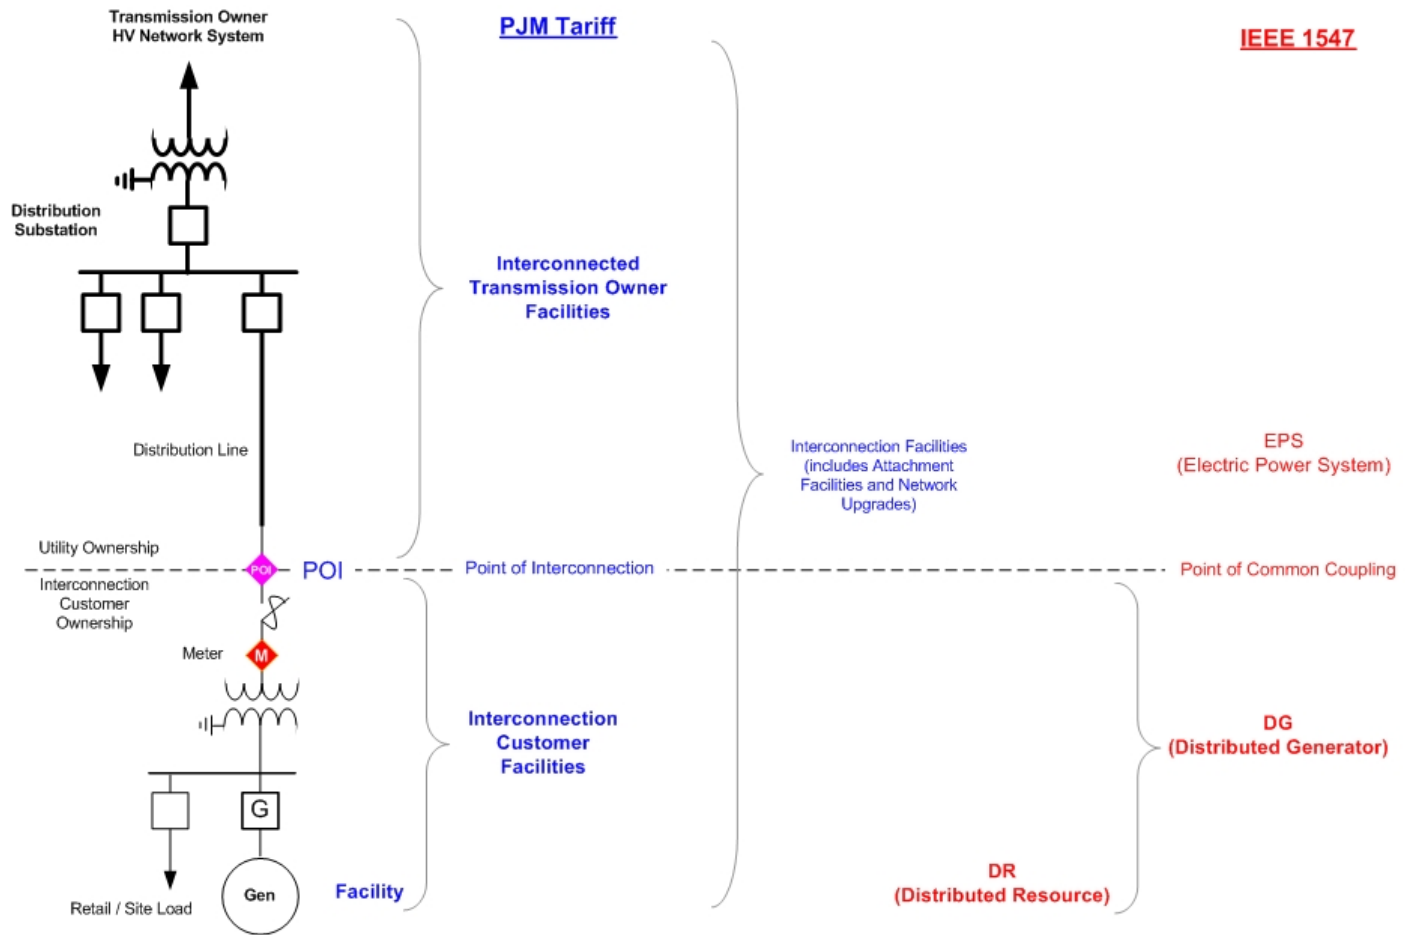 Transmission Owner
HV Network System
PJM Tariff
IEEE 1547
Distribution
Substation
Interconnected
Transmission Owner
Facilities
Distribution Line
Interconnection Facilities
(includes Attachment
Facilities and Network
Upgrades)
EPS
(Electric Power System)
Utility Ownership
POI
POI
Point of Interconnection
Point of Common Coupling
Interconnection
Customer
Ownership
Meter
M
Interconnection
Customer
Facilities
DG
(Distributed Generator)
G
Gen
Facility
DR
(Distributed Resource)
Retail / Site Load